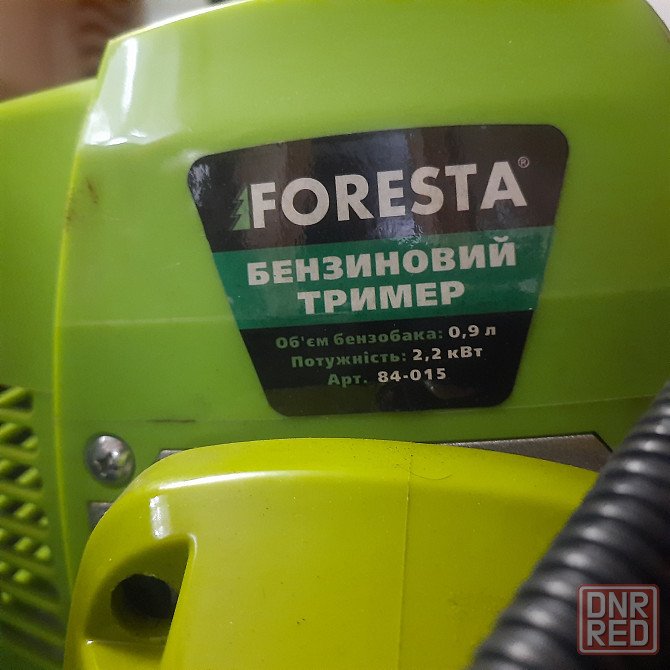 FORESTA®
БЕНЗИНОВИЙ
ТРИМЕР
Об'єм бензобака: 0,9 л
Потужність: 2,2 кВт
Арт. 84-015
DNR
RED